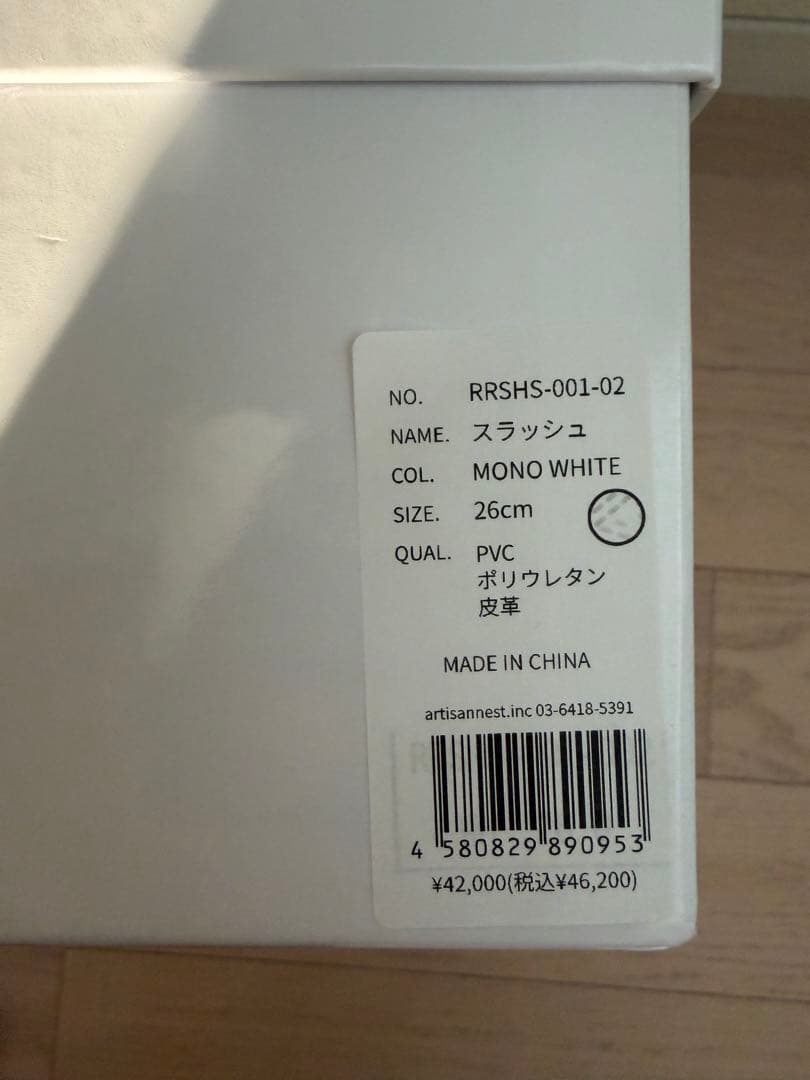 NO. RRSHS-001-02
NAME. スラッシュ
COL. MONO WHITE
SIZE. 26cm
QUAL. PVC
ポリウレタン
皮革
MADE IN CHINA
artisannest.inc 03-6418-5391
4 580829 890953
¥42,000(税込¥46,200)